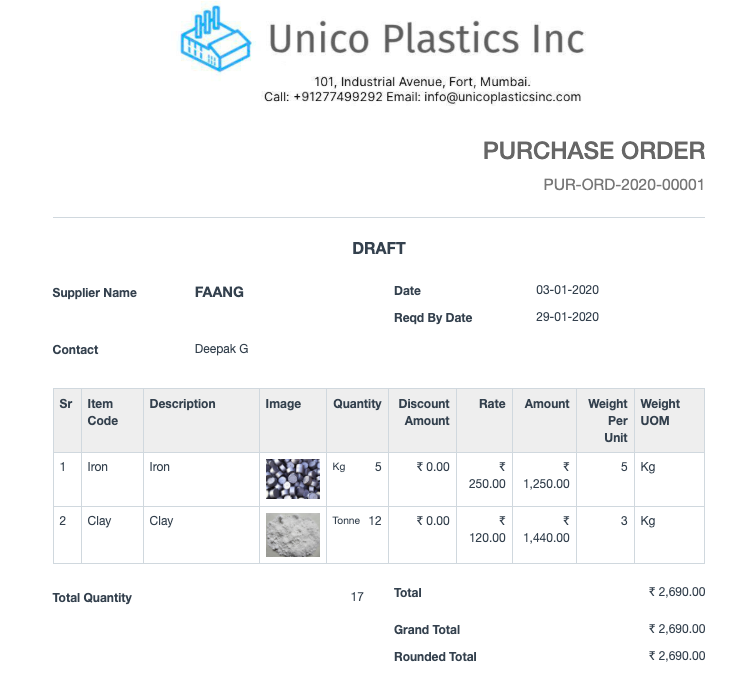 Unico Plastics Inc
101, Industrial Avenue, Fort, Mumbai.
Call: +91277499292 Email: info@unicoplasticsinc.com
PURCHASE ORDER
PUR-ORD-2020-00001
DRAFT
Supplier Name FAANG Date 03-01-2020
Reqd By Date 29-01-2020
Contact Deepak G
Sr Item Code Description Image Quantity Discount Amount Rate Amount Weight Per Unit Weight UOM
1 Iron Iron Kg 5 ₹ 0.00 ₹ 250.00 ₹ 1,250.00 5 Kg
2 Clay Clay Tonne 12 ₹ 0.00 ₹ 120.00 ₹ 1,440.00 3 Kg
Total Quantity 17 Total ₹ 2,690.00
Grand Total ₹ 2,690.00
Rounded Total ₹ 2,690.00